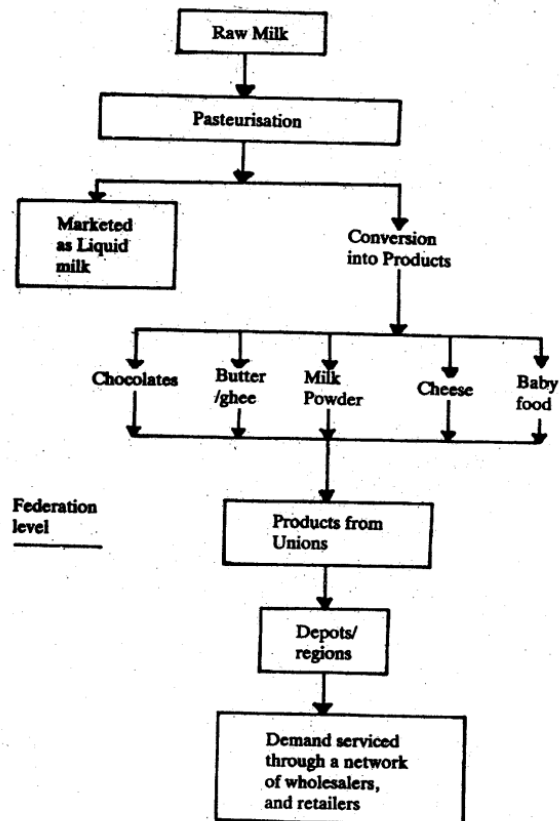 Raw Milk
Pasteurisation
Marketed
as Liquid
milk
Conversion
into Products
Chocolates
Butter
/ghee
Milk
Powder
Cheese
Baby
food
Federation
level
Products from
Unions
Depots/
regions
Demand serviced
through a network
of wholesalers,
and retailers